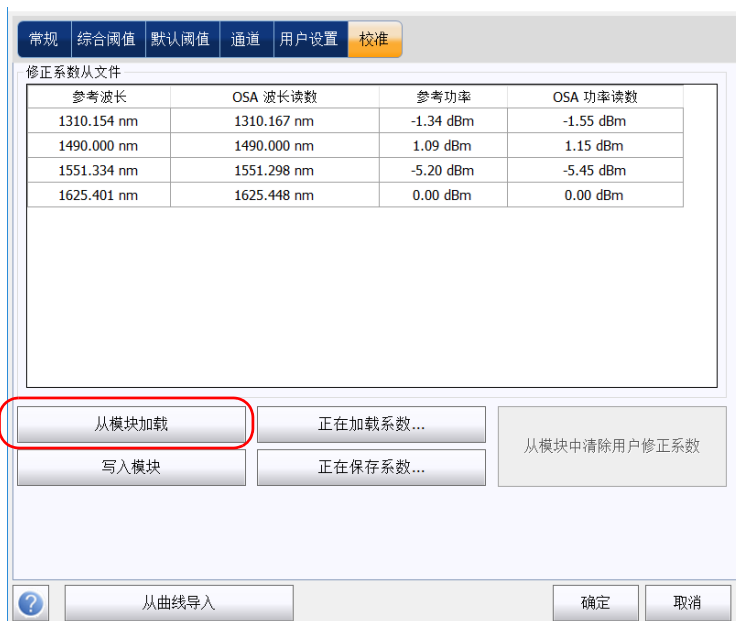 常规 综合阈值 默认阈值 通道 用户设置 校准
修正系数从文件
参考波长 OSA 波长读数 参考功率 OSA 功率读数
1310.154 nm 1310.167 nm -1.34 dBm -1.55 dBm
1490.000 nm 1490.000 nm 1.09 dBm 1.15 dBm
1551.334 nm 1551.298 nm -5.20 dBm -5.45 dBm
1625.401 nm 1625.448 nm 0.00 dBm 0.00 dBm
从模块加载 正在加载系数...
从模块中清除用户修正系数
写入模块 正在保存系数...
? 从曲线导入 确定 取消